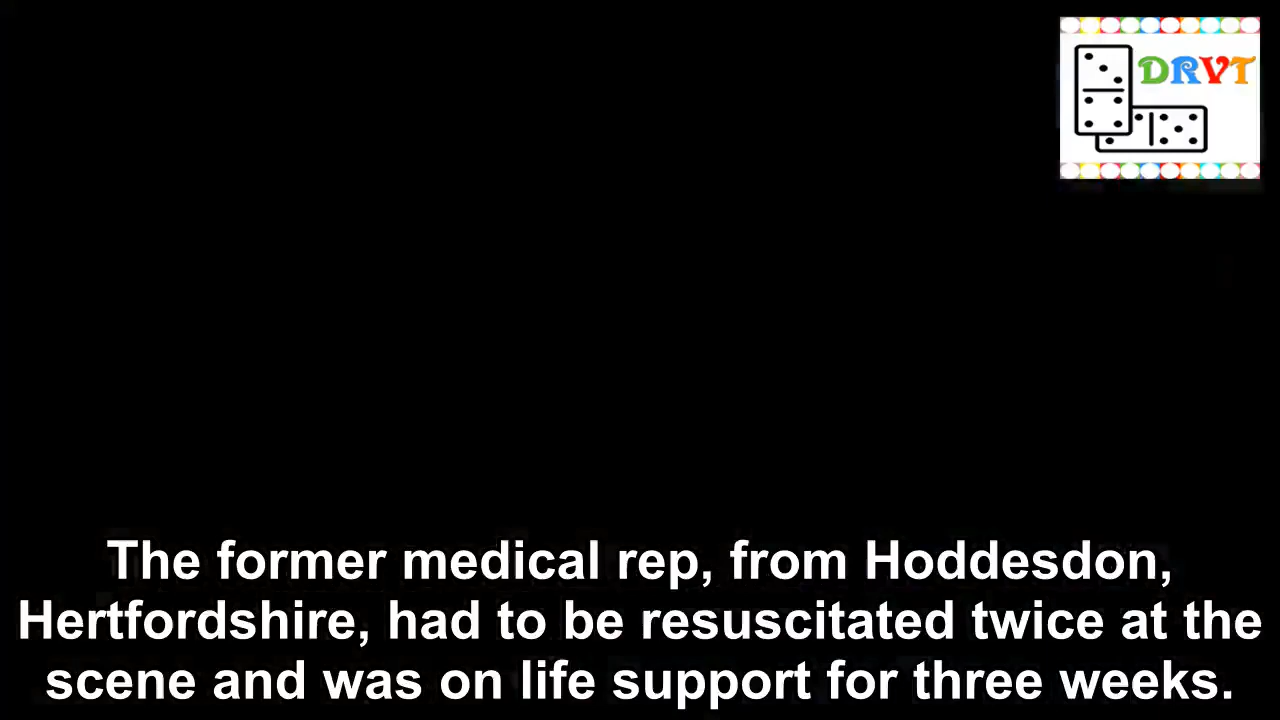 DRVT
The former medical rep, from Hoddesdon,
Hertfordshire, had to be resuscitated twice at the
scene and was on life support for three weeks.